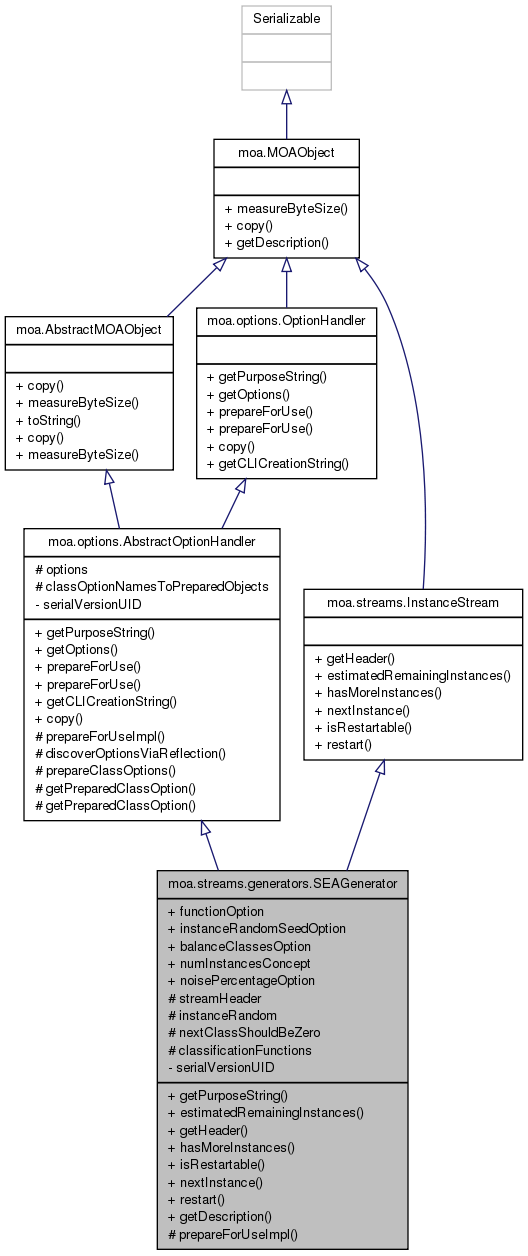 Serializable
moa.MOAObject
+ measureByteSize()
+ copy()
+ getDescription()
moa.AbstractMOAObject
+ copy()
+ measureByteSize()
+ toString()
+ copy()
+ measureByteSize()
moa.options.OptionHandler
+ getPurposeString()
+ getOptions()
+ prepareForUse()
+ prepareForUse()
+ copy()
+ getCLICreationString()
moa.options.AbstractOptionHandler
# options
# classOptionNamesToPreparedObjects
- serialVersionUID
+ getPurposeString()
+ getOptions()
+ prepareForUse()
+ prepareForUse()
+ getCLICreationString()
+ copy()
# prepareForUseImpl()
# discoverOptionsViaReflection()
# prepareClassOptions()
# getPreparedClassOption()
# getPreparedClassOption()
moa.streams.InstanceStream
+ getHeader()
+ estimatedRemainingInstances()
+ hasMoreInstances()
+ nextInstance()
+ isRestartable()
+ restart()
moa.streams.generators.SEAGenerator
+ functionOption
+ instanceRandomSeedOption
+ balanceClassesOption
+ numInstancesConcept
+ noisePercentageOption
# streamHeader
# instanceRandom
# nextClassShouldBeZero
# classificationFunctions
- serialVersionUID
+ getPurposeString()
+ estimatedRemainingInstances()
+ getHeader()
+ hasMoreInstances()
+ isRestartable()
+ nextInstance()
+ restart()
+ getDescription()
# prepareForUseImpl()